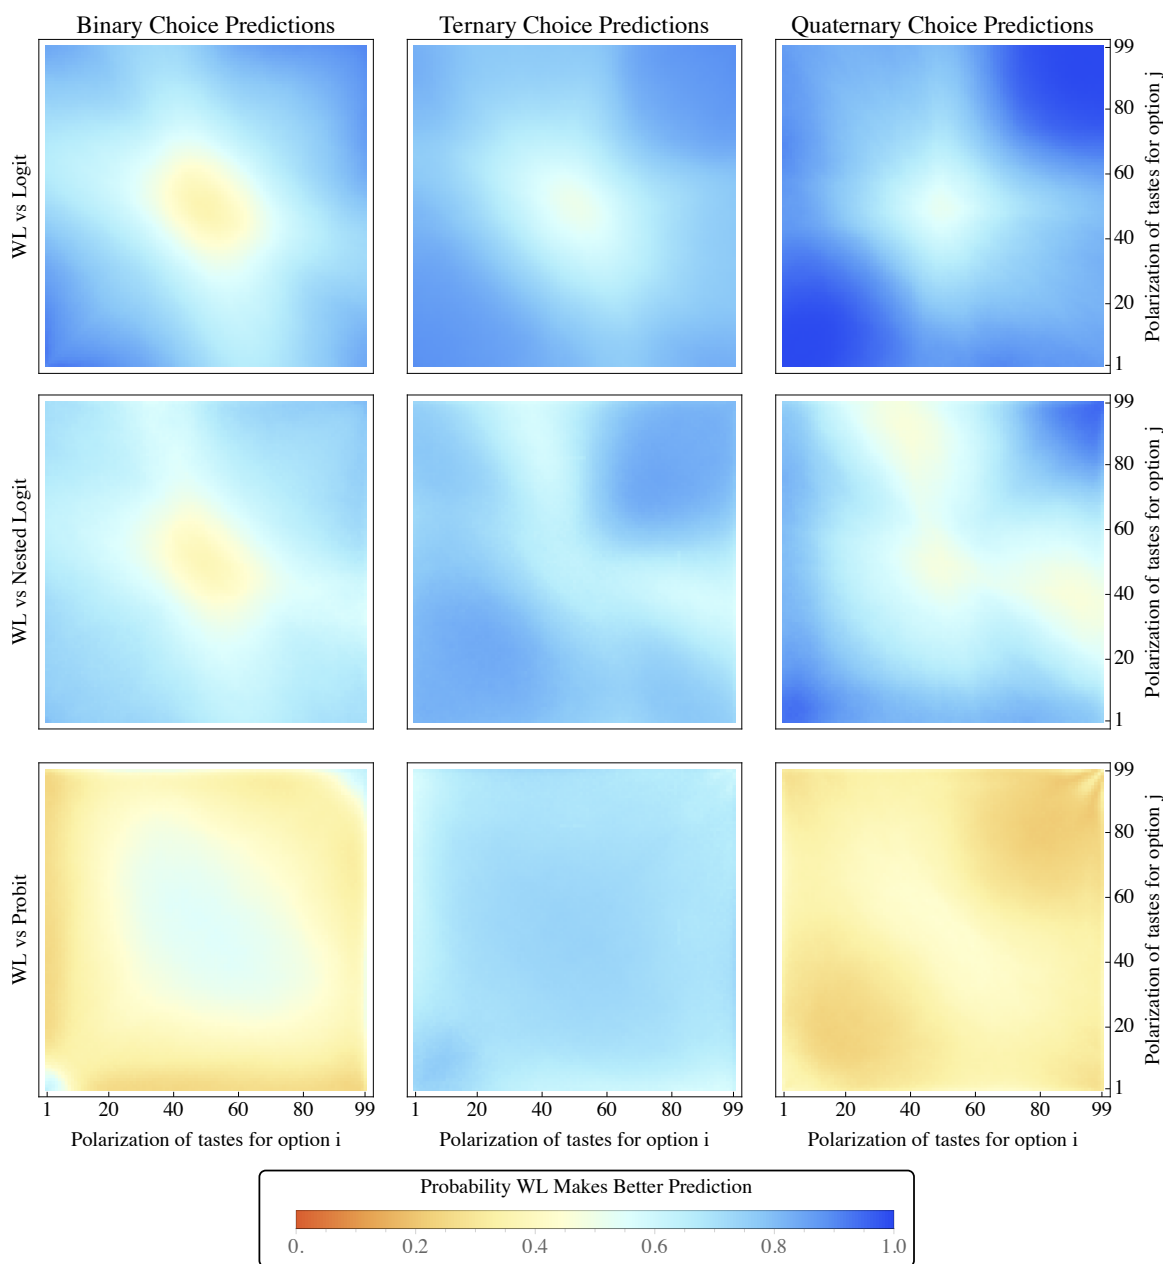 Binary Choice Predictions
Ternary Choice Predictions
Quaternary Choice Predictions
WL vs Logit
99
80
60
40
20
1
Polarization of tastes for option j
WL vs Nested Logit
99
80
60
40
20
1
Polarization of tastes for option j
WL vs Probit
99
80
60
40
20
1
Polarization of tastes for option j
1 20 40 60 80 99
1 20 40 60 80 99
1 20 40 60 80 99
Polarization of tastes for option i
Polarization of tastes for option i
Polarization of tastes for option i
Probability WL Makes Better Prediction
0. 0.2 0.4 0.6 0.8 1.0